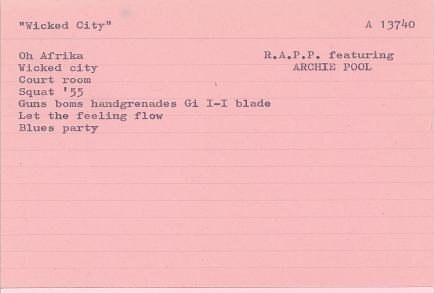 "Wicked City" A 13740
Oh Afrika R.A.P.P. featuring
Wicked city ARCHIE POOL
Court room
Squat '55
Guns boms handgrenades Gi I-I blade
Let the feeling flow
Blues party